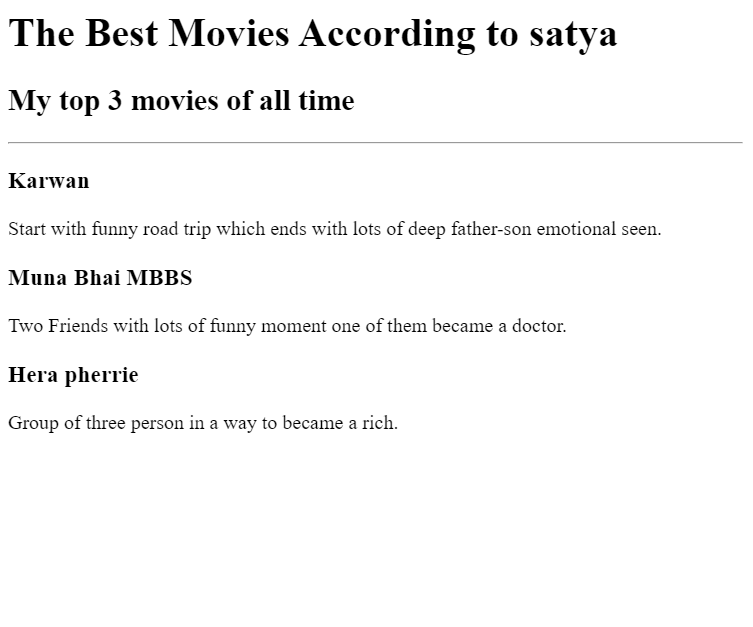 The Best Movies According to satya
My top 3 movies of all time
Karwan
Start with funny road trip which ends with lots of deep father-son emotional seen.
Muna Bhai MBBS
Two Friends with lots of funny moment one of them became a doctor.
Hera pherrie
Group of three person in a way to became a rich.